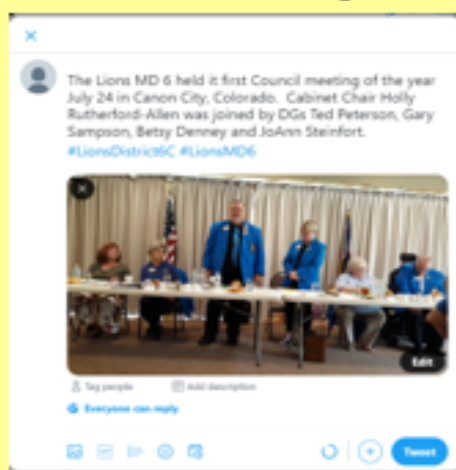 The Lions MD 6 held it first Council meeting of the year
July 24 in Canon City, Colorado. Cabinet Chair Holly
Rutherford-Allen was joined by DGs Ted Peterson, Gary
Sampson, Betsy Denney and JoAnn Steinfort.
#LionsDistrict6C #LionsMD6
Edit
Tag people Add description
Everyone can reply
Tweet